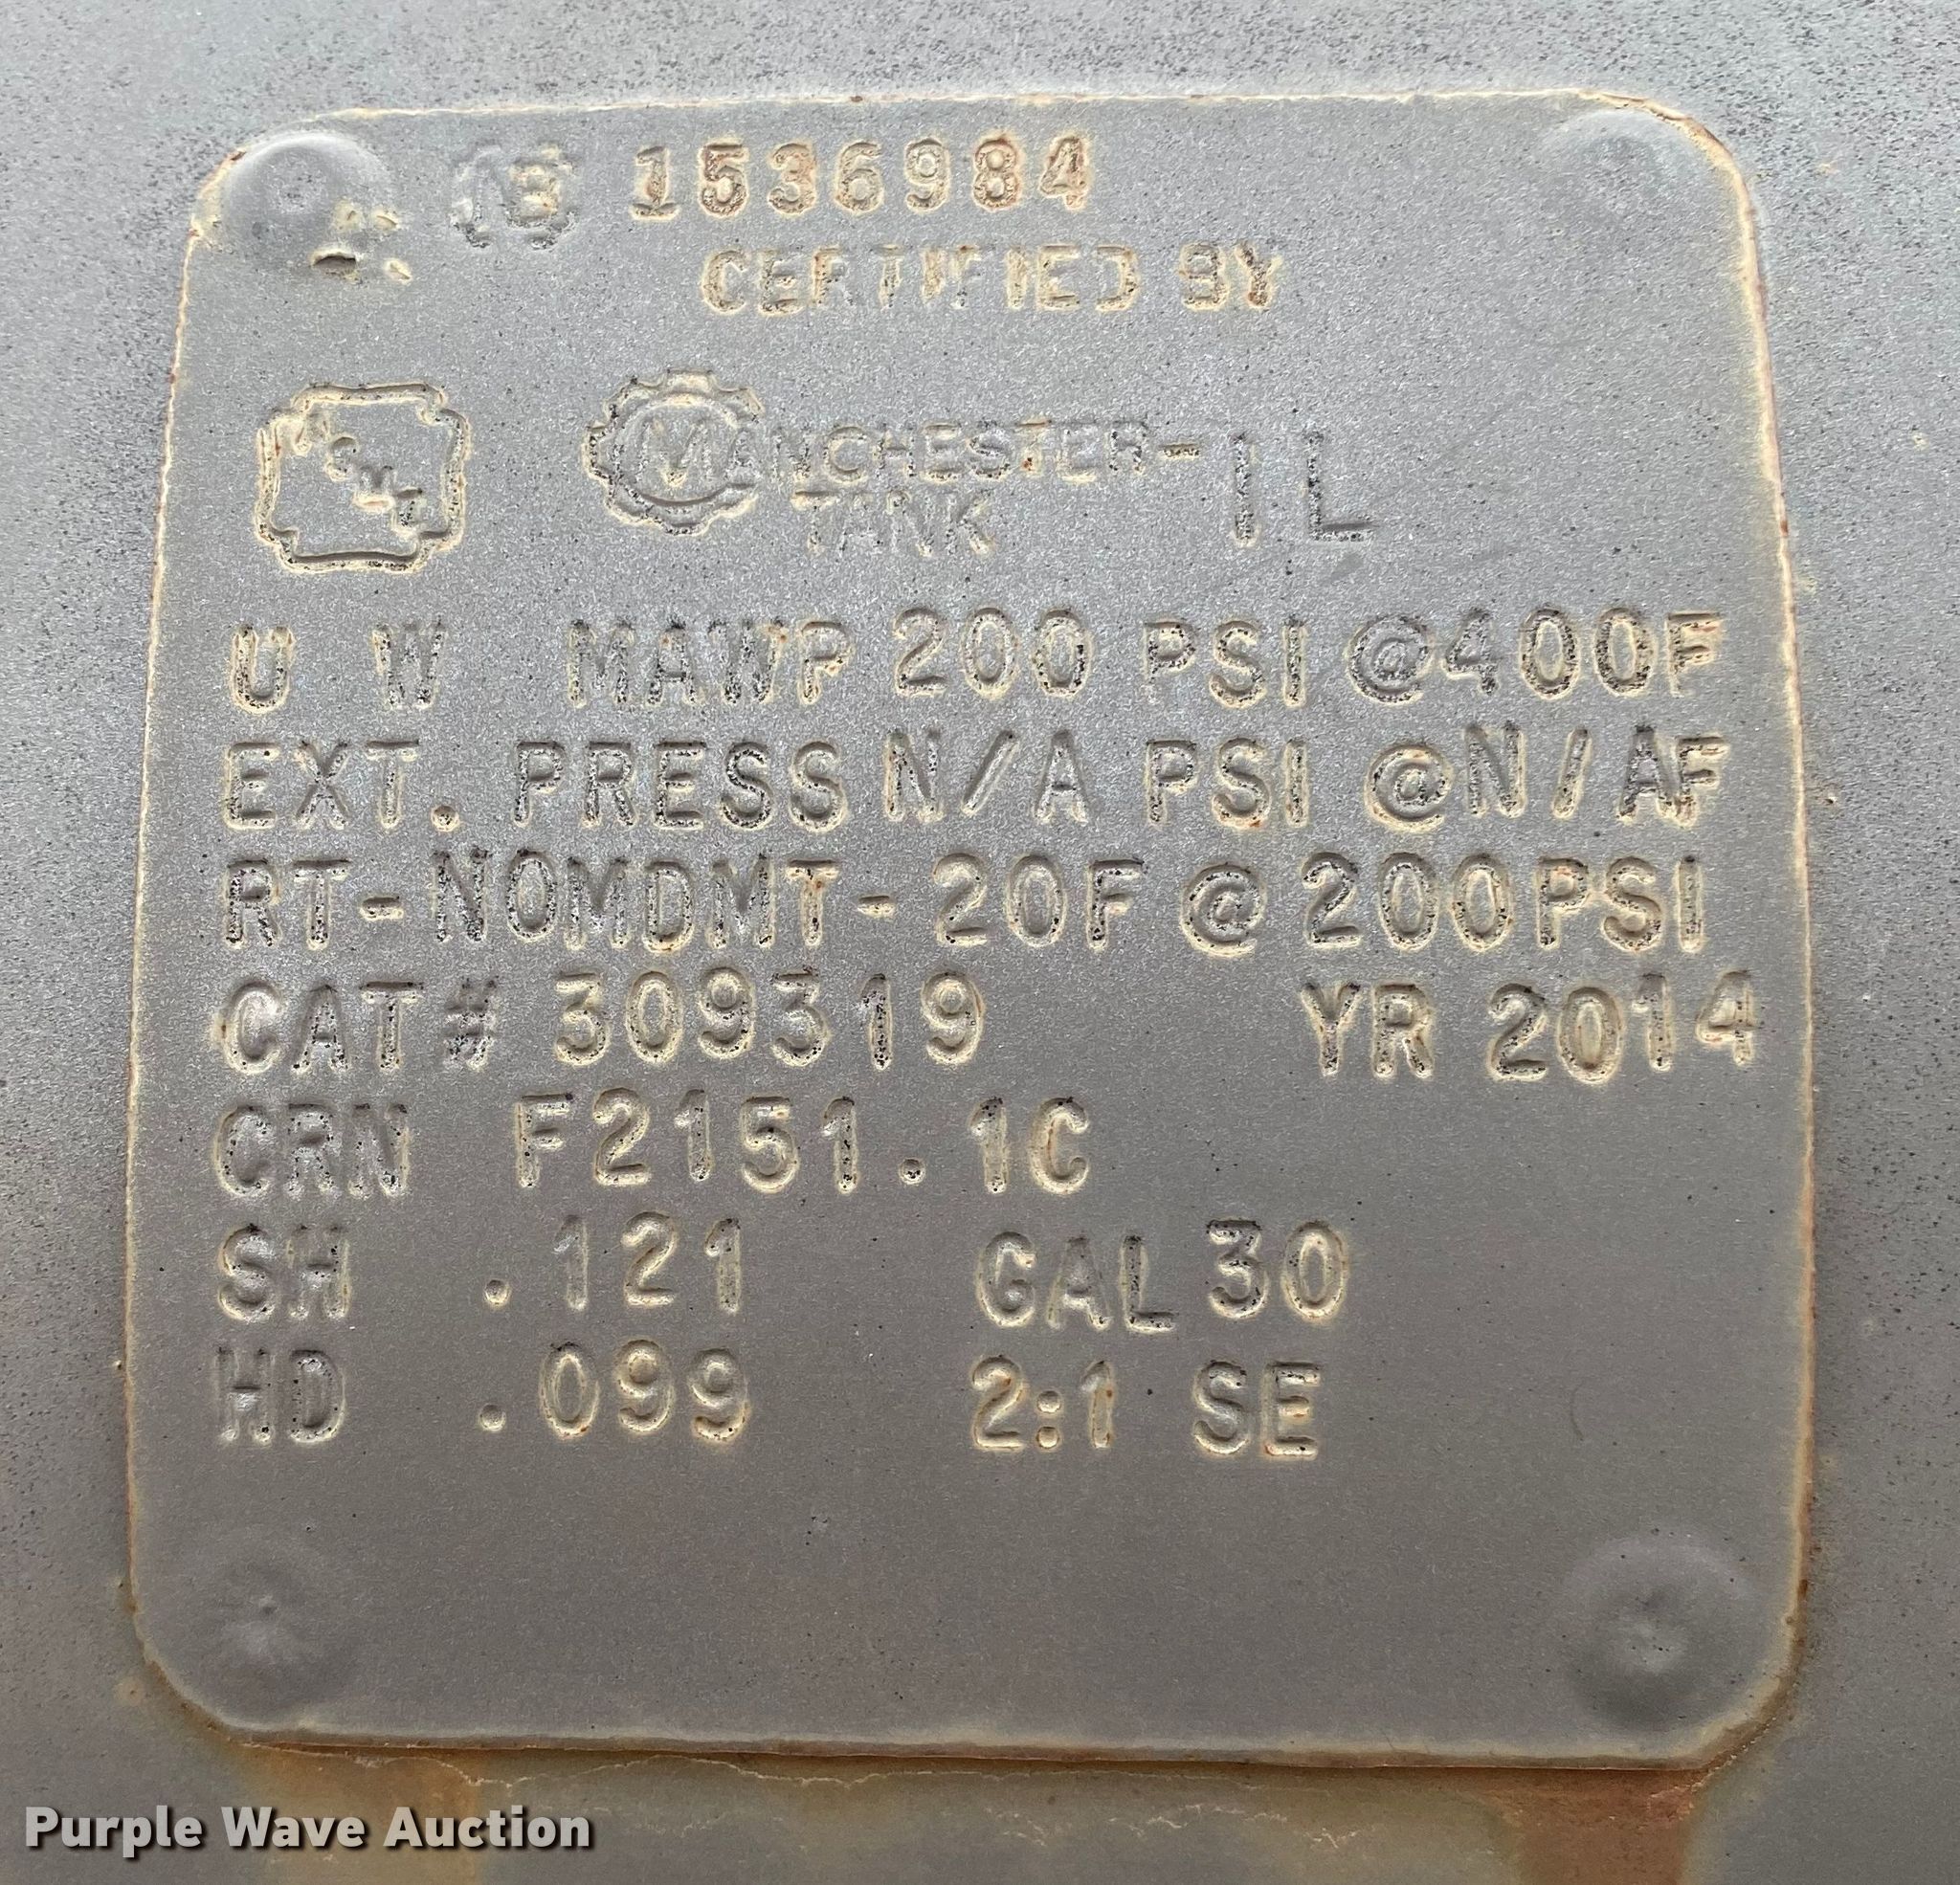 NB 1536984
CERTIFIED BY
MANCHESTER-IL
TANK
U W MAWP 200 PSI @400F
EXT. PRESS N/A PSI @N/AF
RT-NOMDMT-20F @ 200PSI
CAT# 309319 YR 2014
CRN F2151.1C
SH .121 GAL 30
HD .099 2:1 SE
Purple Wave Auction